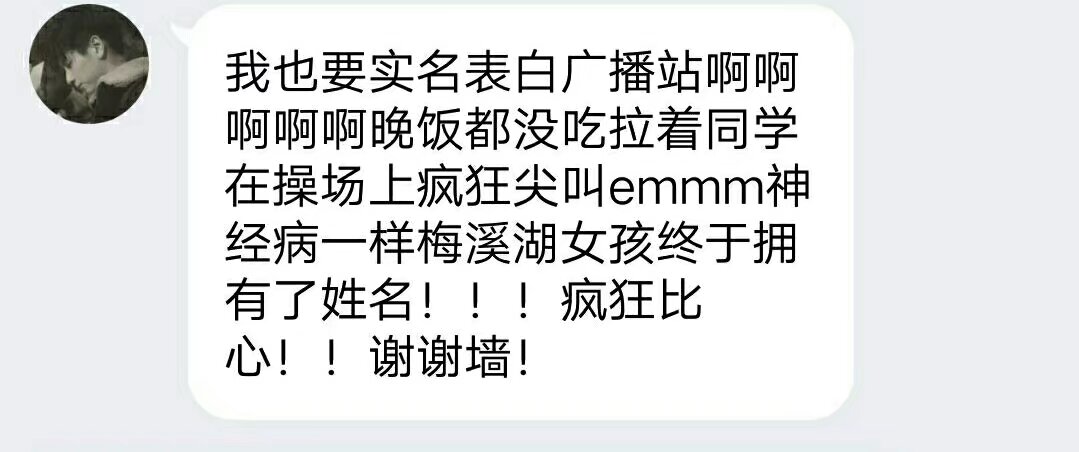 我也要实名表白广播站啊啊
啊啊啊晚饭都没吃拉着同学
在操场上疯狂尖叫emmm神
经病一样梅溪湖女孩终于拥
有了姓名！！！疯狂比
心！！谢谢墙！